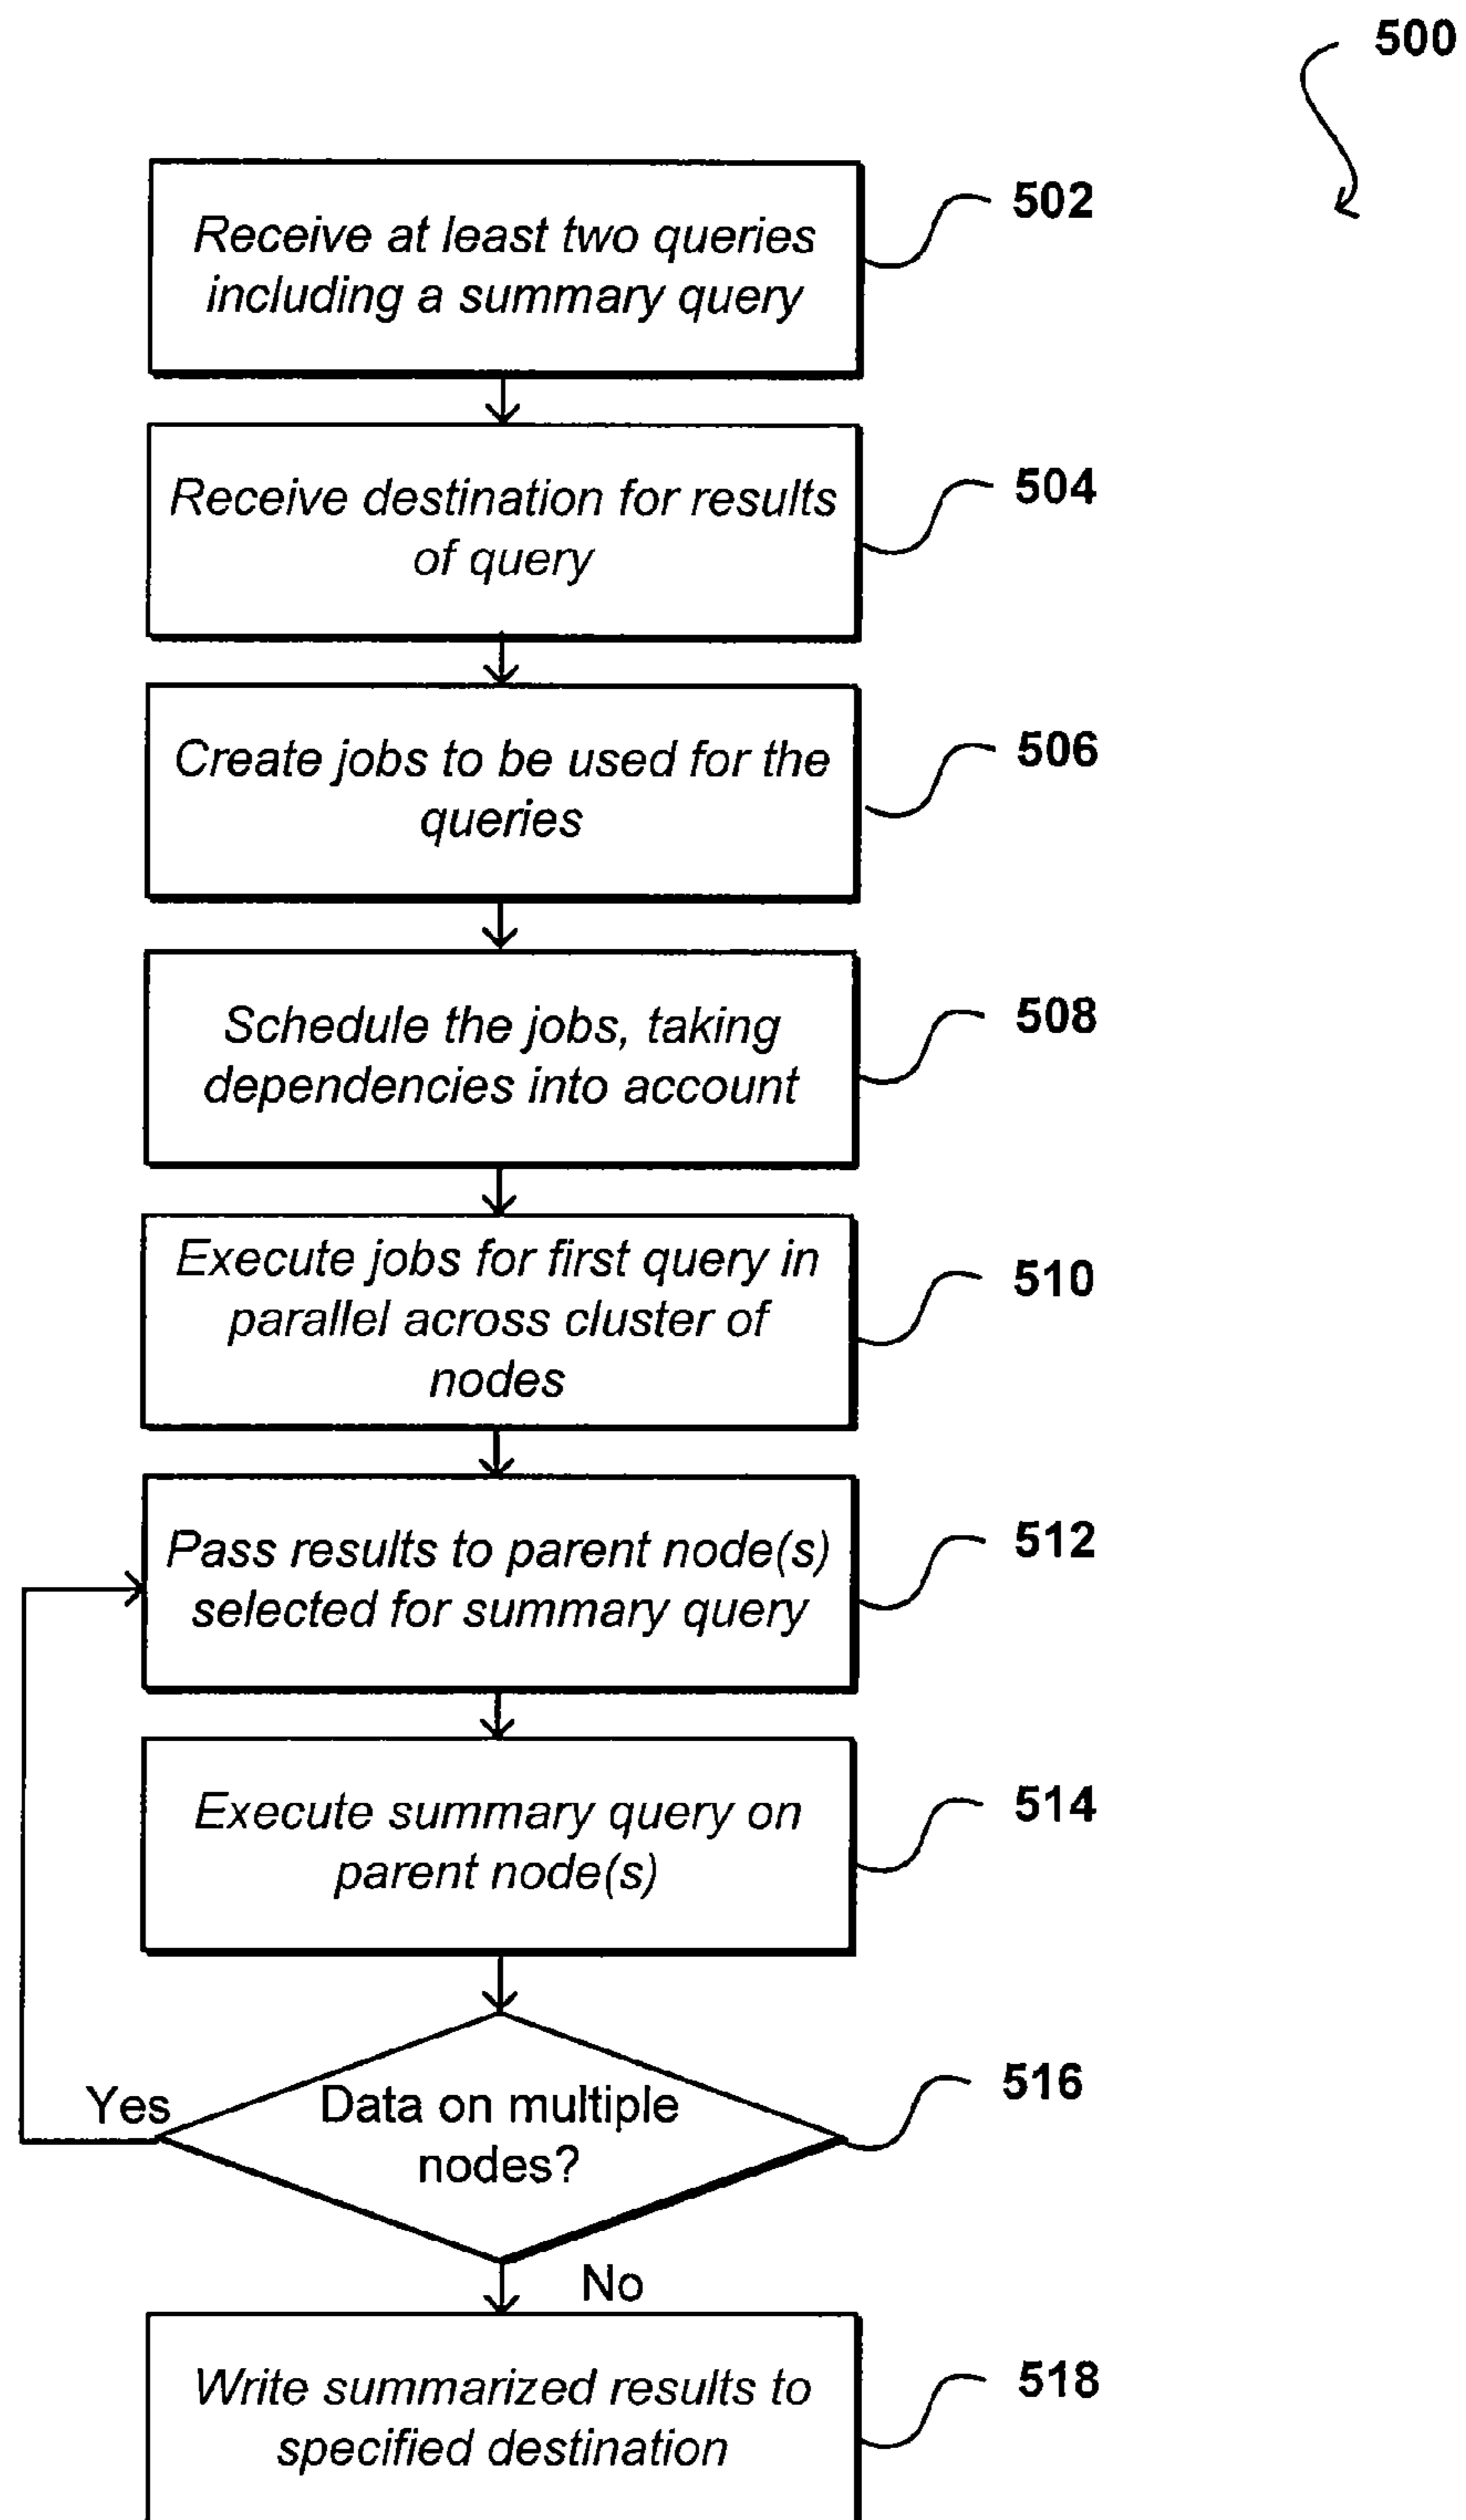 500
Receive at least two queries
including a summary query
502
Receive destination for results
of query
504
Create jobs to be used for the
queries
506
Schedule the jobs, taking
dependencies into account
508
Execute jobs for first query in
parallel across cluster of
nodes
510
Pass results to parent node(s)
selected for summary query
512
Execute summary query on
parent node(s)
514
Data on multiple
nodes?
516
Yes
No
Write summarized results to
specified destination
518